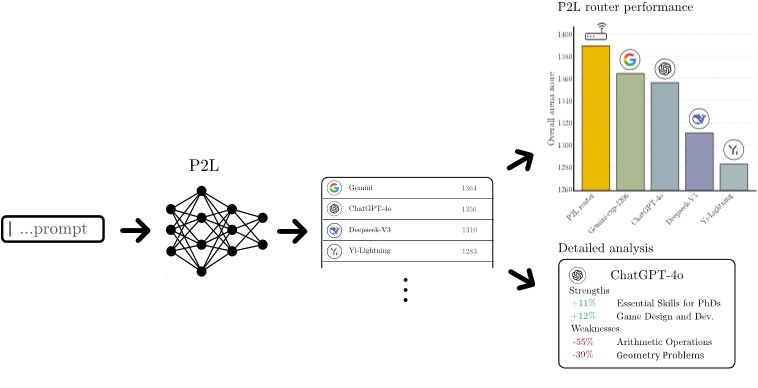 P2L router performance
Overall arena score
1400
1380
1360
1340
1320
1300
1280
1260
P2L router
Gemini-exp-1206
ChatGPT-4o
Deepseek-V3
Yi-Lightning
P2L
| ...prompt
Gemini 1364
ChatGPT-4o 1356
Deepseek-V3 1310
Yi-Lightning 1283
Detailed analysis
ChatGPT-4o
Strengths
+11% Essential Skills for PhDs
+12% Game Design and Dev.
Weaknesses
-55% Arithmetic Operations
-39% Geometry Problems